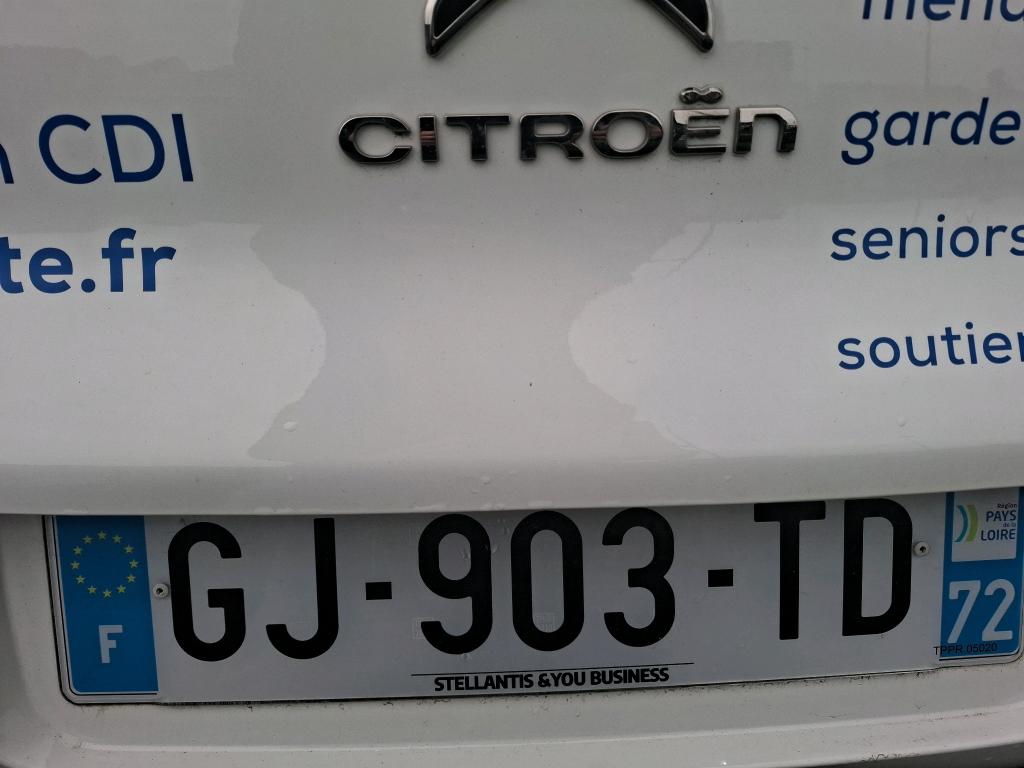 CITROËN
n CDI
te.fr
garde
seniors
soutien
GJ-903-TD
F
Région
PAYS
de la
LOIRE
72
TPPR 05020
STELLANTIS &YOU BUSINESS